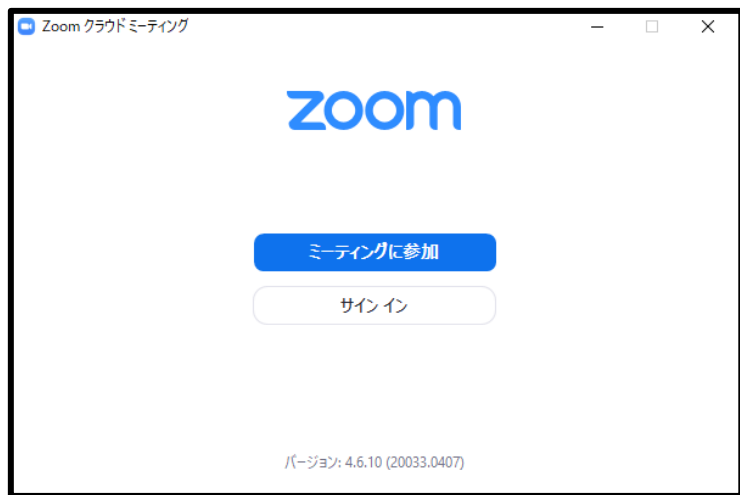 Zoom クラウド ミーティング
zoom
ミーティングに参加
サイン イン
バージョン: 4.6.10 (20033.0407)